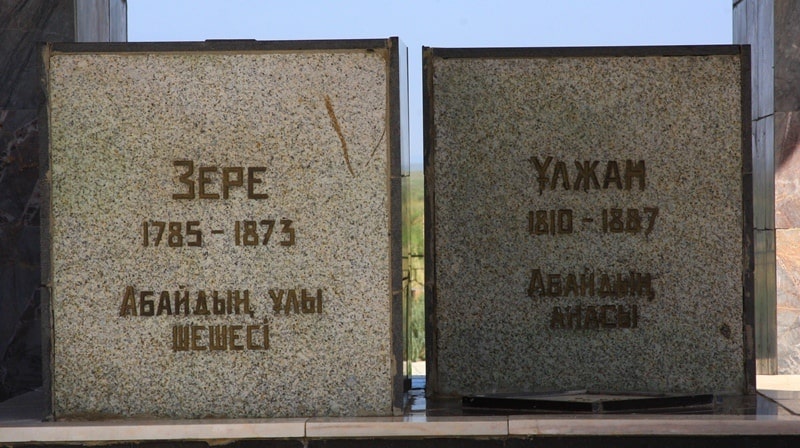 ЗЕРЕ
1785 - 1873
АБАЙДЫҢ ҰЛЫ
ШЕШЕСІ
ҰЛЖАН
1810 - 1887
АБАЙДЫҢ
АНАСЫ